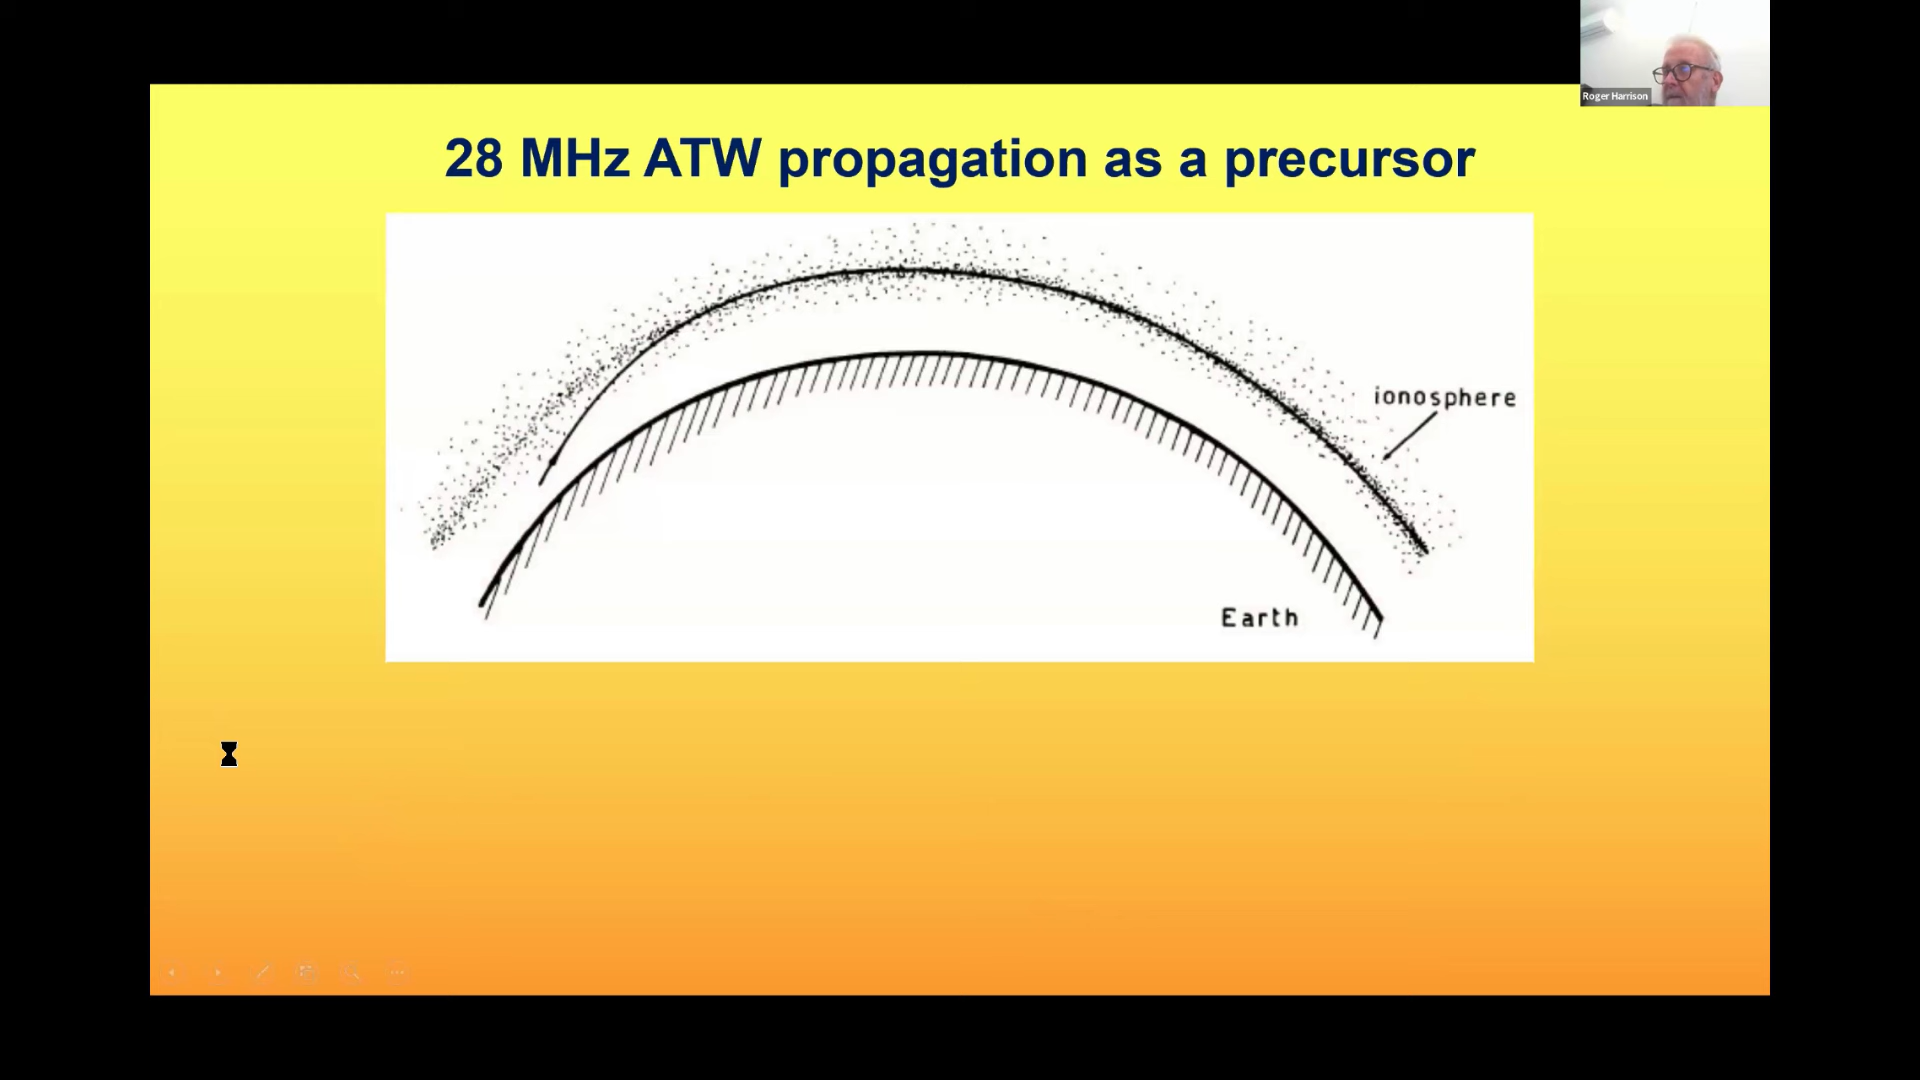 Roger Harrison
28 MHz ATW propagation as a precursor
ionosphere
Earth